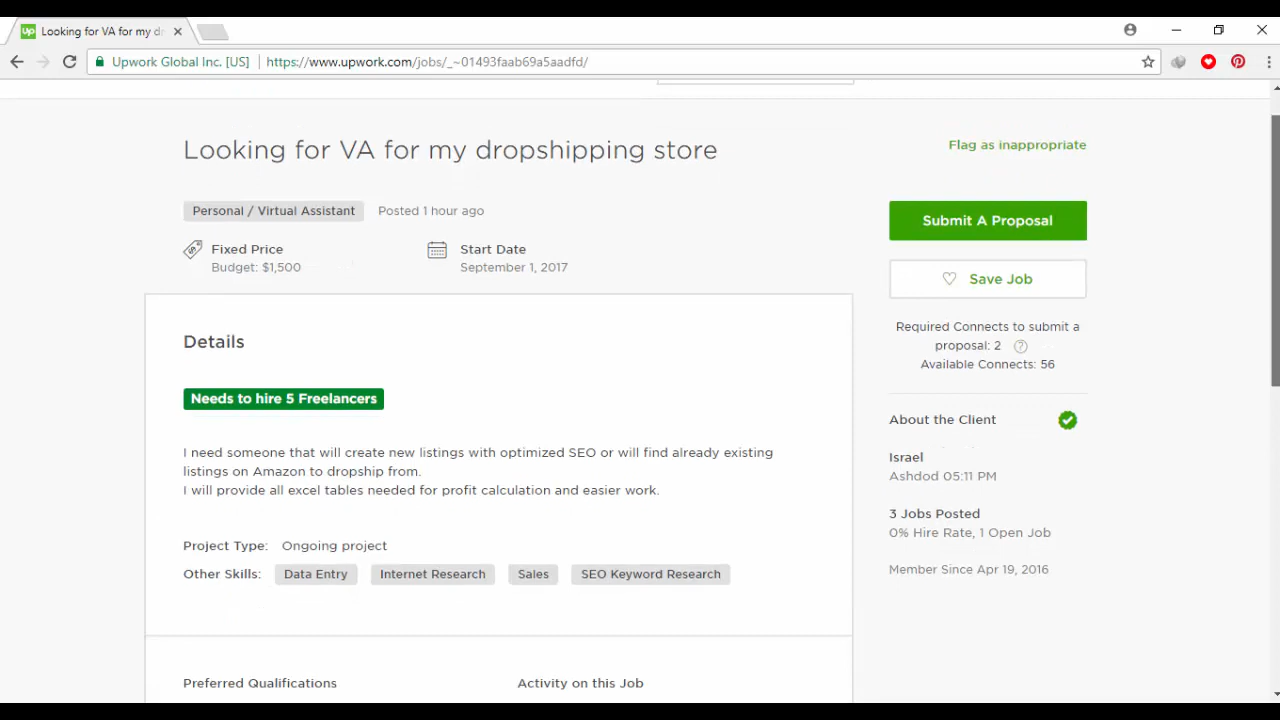 Looking for VA for my dr
Upwork Global Inc. [US] https://www.upwork.com/jobs/_~01493faab69a5aadfd/
Looking for VA for my dropshipping store
Flag as inappropriate
Personal / Virtual Assistant Posted 1 hour ago
Submit A Proposal
Fixed Price
Budget: $1,500
Start Date
September 1, 2017
Save Job
Required Connects to submit a
proposal: 2 ?
Available Connects: 56
Details
Needs to hire 5 Freelancers
I need someone that will create new listings with optimized SEO or will find already existing
listings on Amazon to dropship from.
I will provide all excel tables needed for profit calculation and easier work.
Project Type: Ongoing project
Other Skills: Data Entry Internet Research Sales SEO Keyword Research
About the Client
Israel
Ashdod 05:11 PM
3 Jobs Posted
0% Hire Rate, 1 Open Job
Member Since Apr 19, 2016
Preferred Qualifications
Activity on this Job